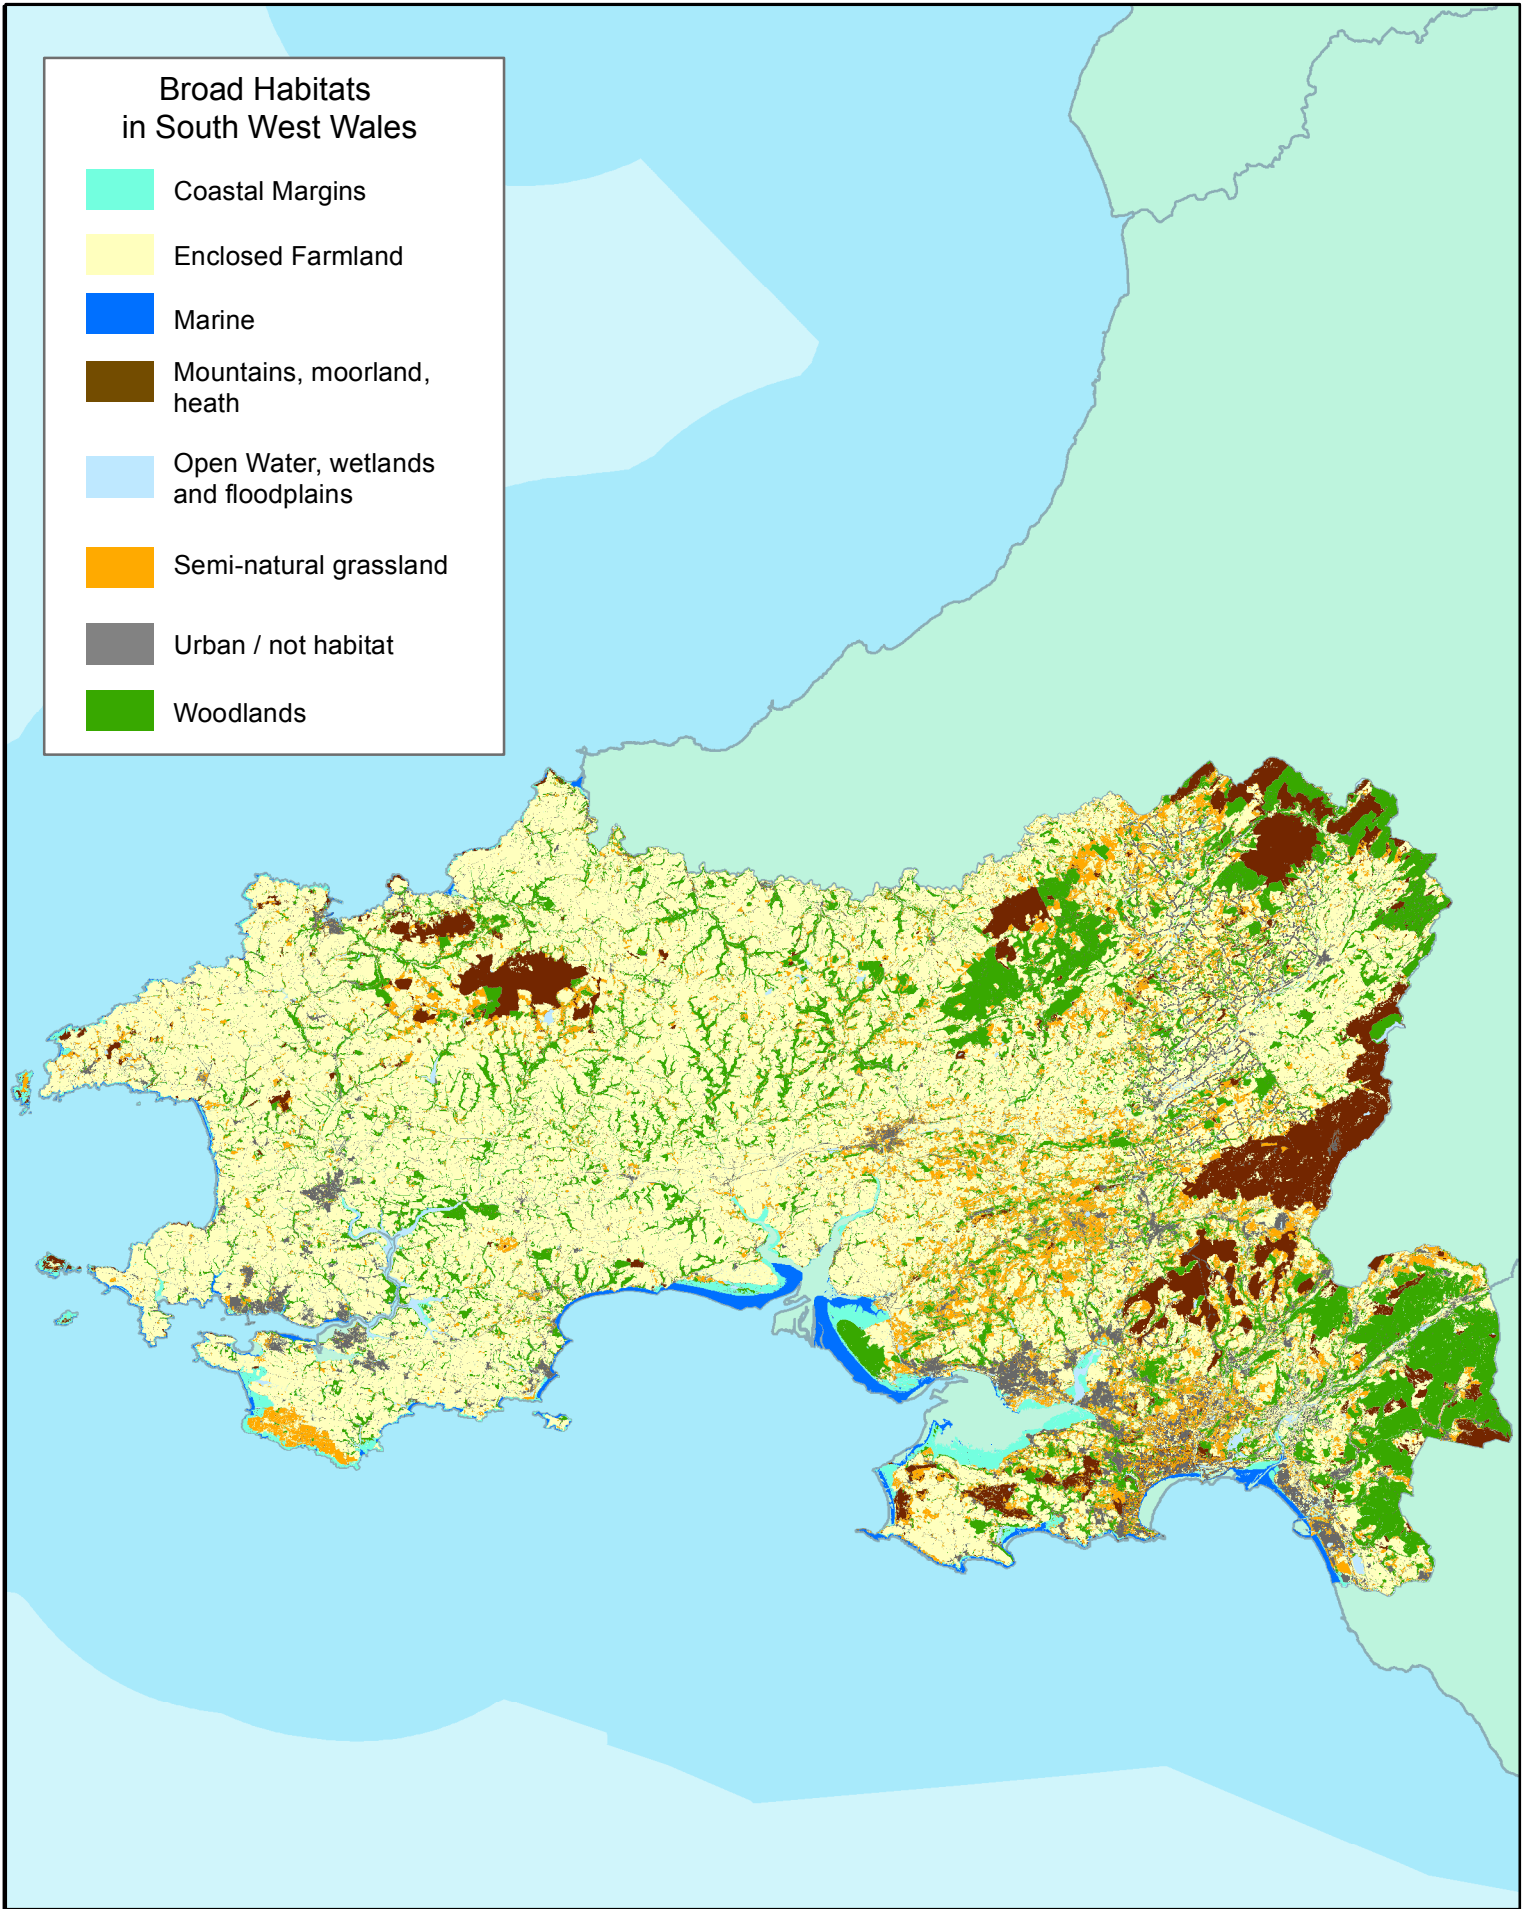 Broad Habitats
in South West Wales
Coastal Margins
Enclosed Farmland
Marine
Mountains, moorland,
heath
Open Water, wetlands
and floodplains
Semi-natural grassland
Urban / not habitat
Woodlands